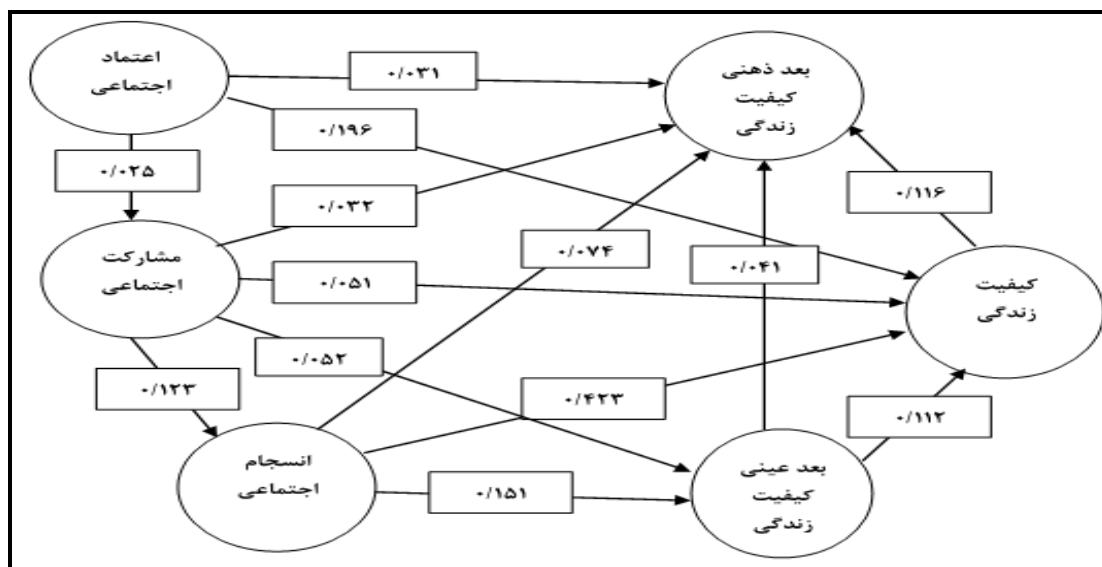 اعتماد
اجتماعی
۰/۰۳۱
بعد ذهنی
کیفیت
زندگی
۰/۱۹۶
۰/۰۲۵
۰/۱۱۶
۰/۰۳۲
مشارکت
اجتماعی
۰/۰۷۴
۰/۰۴۱
۰/۰۵۱
کیفیت
زندگی
۰/۰۵۲
۰/۱۲۳
۰/۴۲۳
۰/۱۱۲
انسجام
اجتماعی
۰/۱۵۱
بعد عینی
کیفیت
زندگی